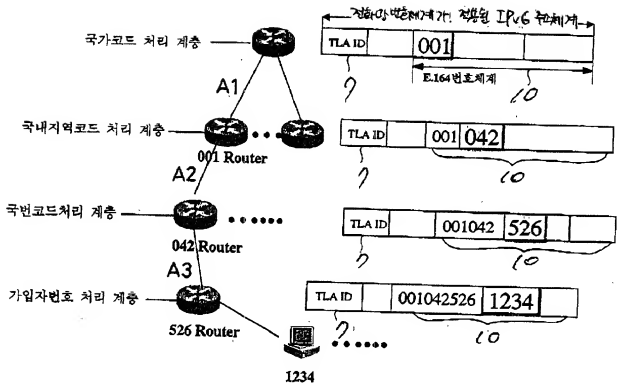 전화망 번호체계가 적용된 IPv6 주소체계
국가코드 처리 계층
TLA ID 001
A1
7
E.164번호체계
10
국내지역코드 처리 계층
001 Router
TLA ID 001 042
7
10
A2
국번코드처리 계층
042 Router
TLA ID 001042 526
7
10
A3
가입자번호 처리 계층
526 Router
TLA ID 001042526 1234
7
10
1234